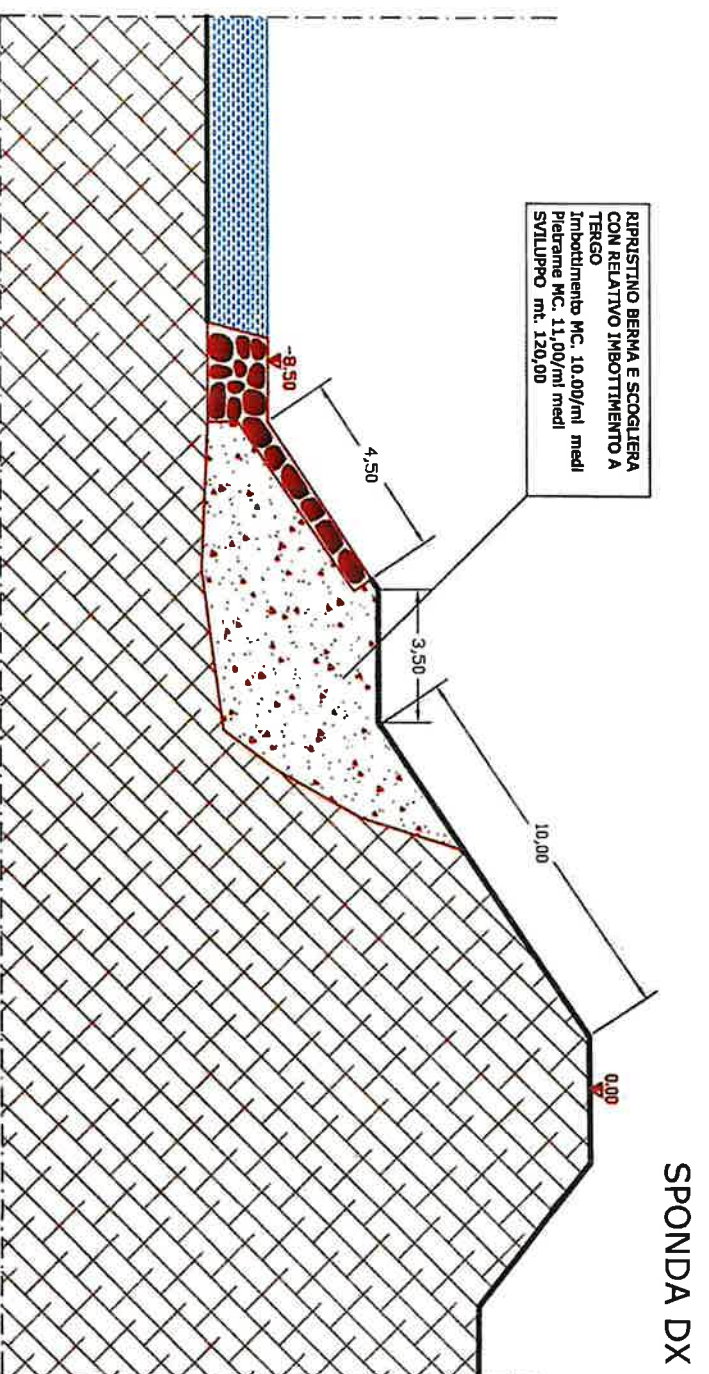 SPONDA DX
RIPRISTINO BERMA E SCOGLIERA
CON RELATIVO IMBOTTIMENTO A
TERGO
Imbottimento MC. 10.00/ml medi
Pietrame MC. 11,00/ml medi
SVILUPPO mt. 120,00
-8.50
4,50
3,50
10,00
0.00